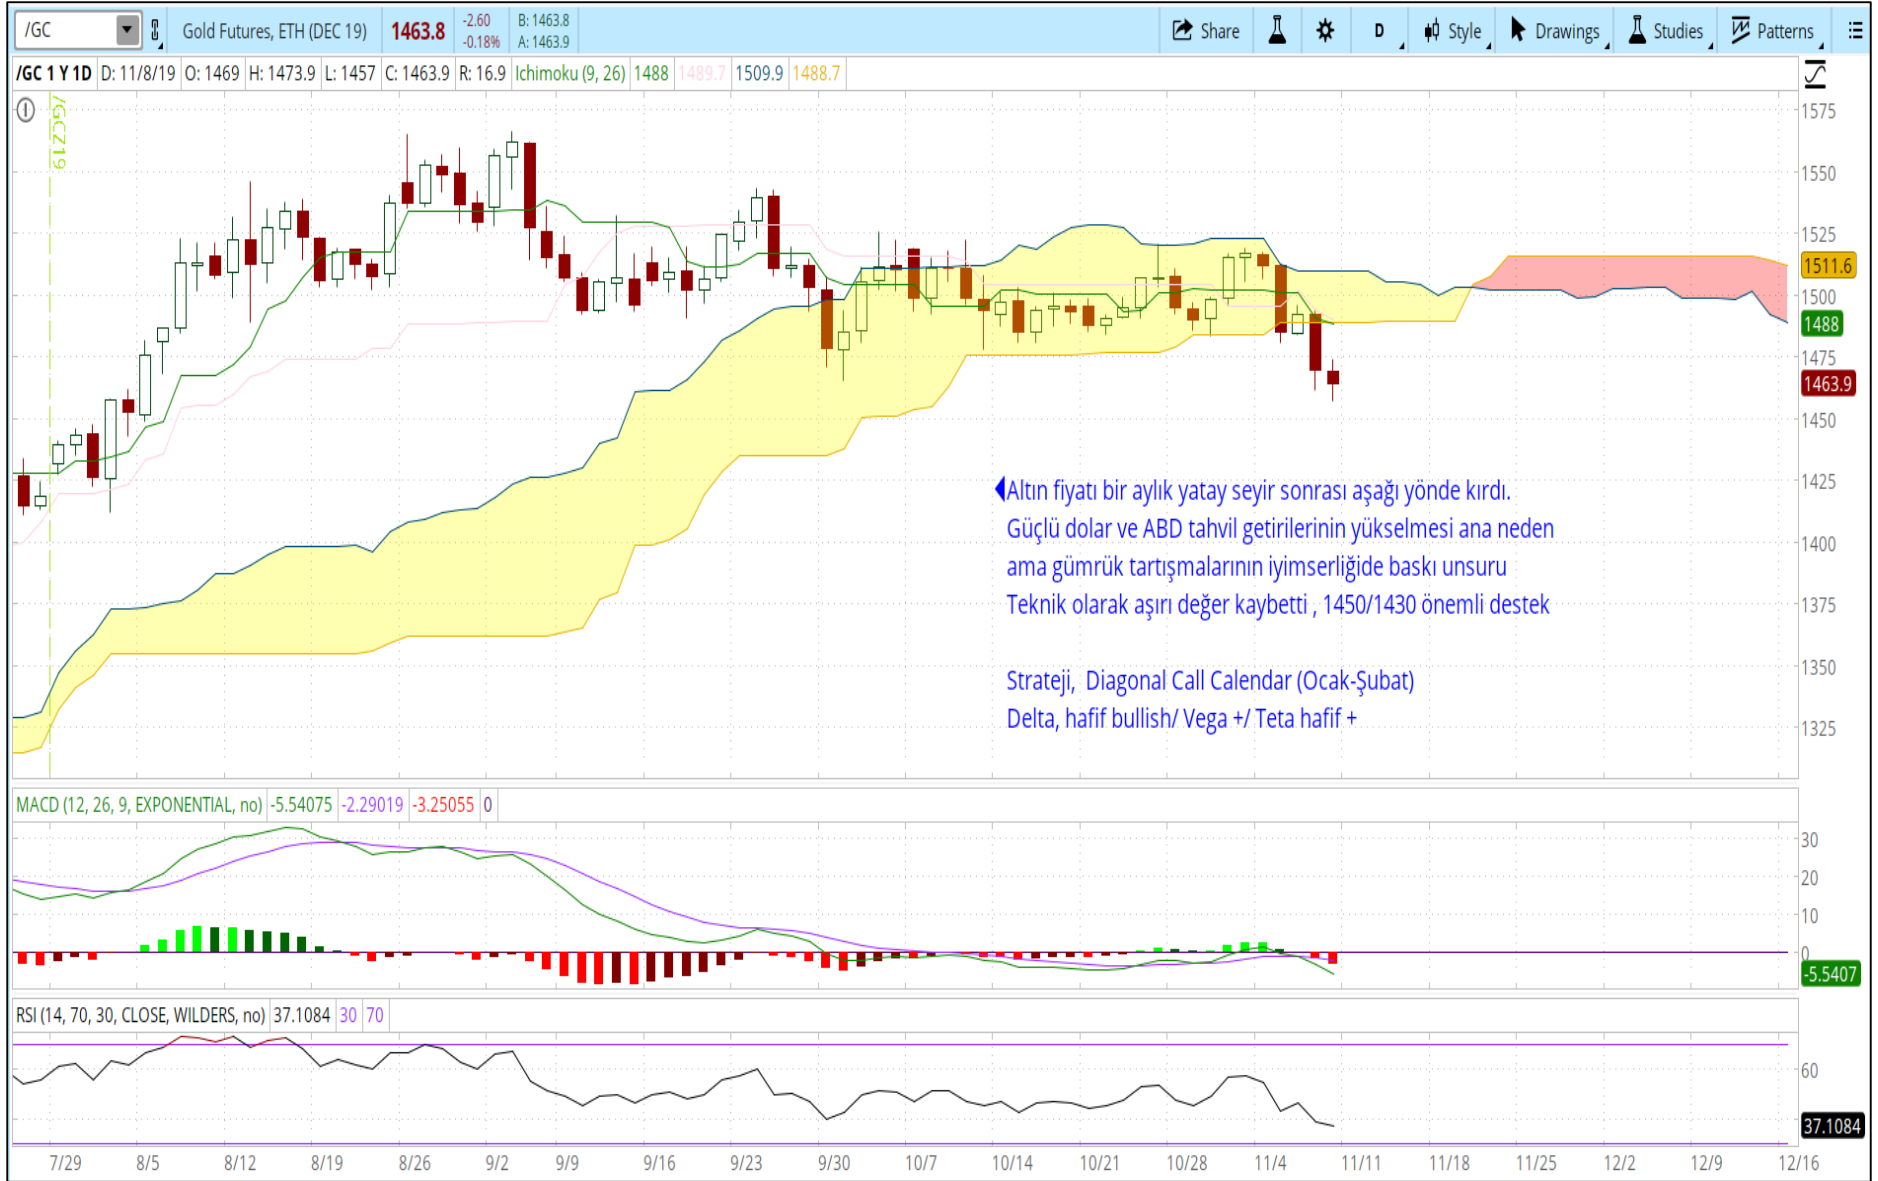 /GC Gold Futures, ETH (DEC 19) 1463.8 -2.60 B: 1463.8 Share D Style Drawings Studies Patterns
-0.18% A: 1463.9
/GC 1 Y 1D D: 11/8/19 O: 1469 H: 1473.9 L: 1457 C: 1463.9 R: 16.9 Ichimoku (9, 26) 1488 1489.7 1509.9 1488.7
/GCZ19
1575
1550
1525
1511.6
1500
1488
1475
1463.9
1450
1425
1400
1375
1350
1325
Altın fiyatı bir aylık yatay seyir sonrası aşağı yönde kırdı.
Güçlü dolar ve ABD tahvil getirilerinin yükselmesi ana neden
ama gümrük tartışmalarının iyimserliğide baskı unsuru
Teknik olarak aşırı değer kaybetti , 1450/1430 önemli destek
Strateji, Diagonal Call Calendar (Ocak-Şubat)
Delta, hafif bullish/ Vega +/ Teta hafif +
MACD (12, 26, 9, EXPONENTIAL, no) -5.54075 -2.29019 -3.25055 0
30
20
10
0
-5.5407
RSI (14, 70, 30, CLOSE, WILDERS, no) 37.1084 30 70
60
37.1084
7/29 8/5 8/12 8/19 8/26 9/2 9/9 9/16 9/23 9/30 10/7 10/14 10/21 10/28 11/4 11/11 11/18 11/25 12/2 12/9 12/16